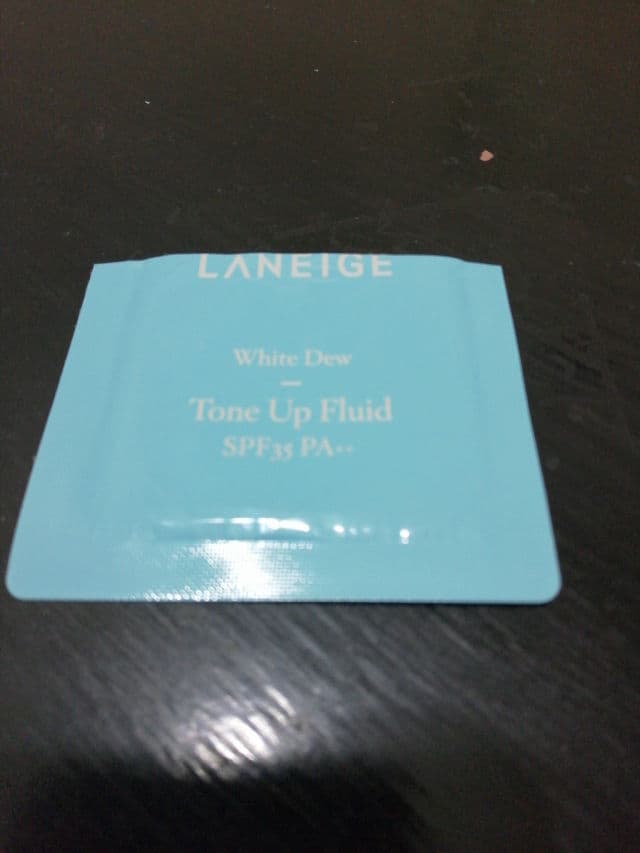 LANEIGE
White Dew
Tone Up Fluid
SPF35 PA++